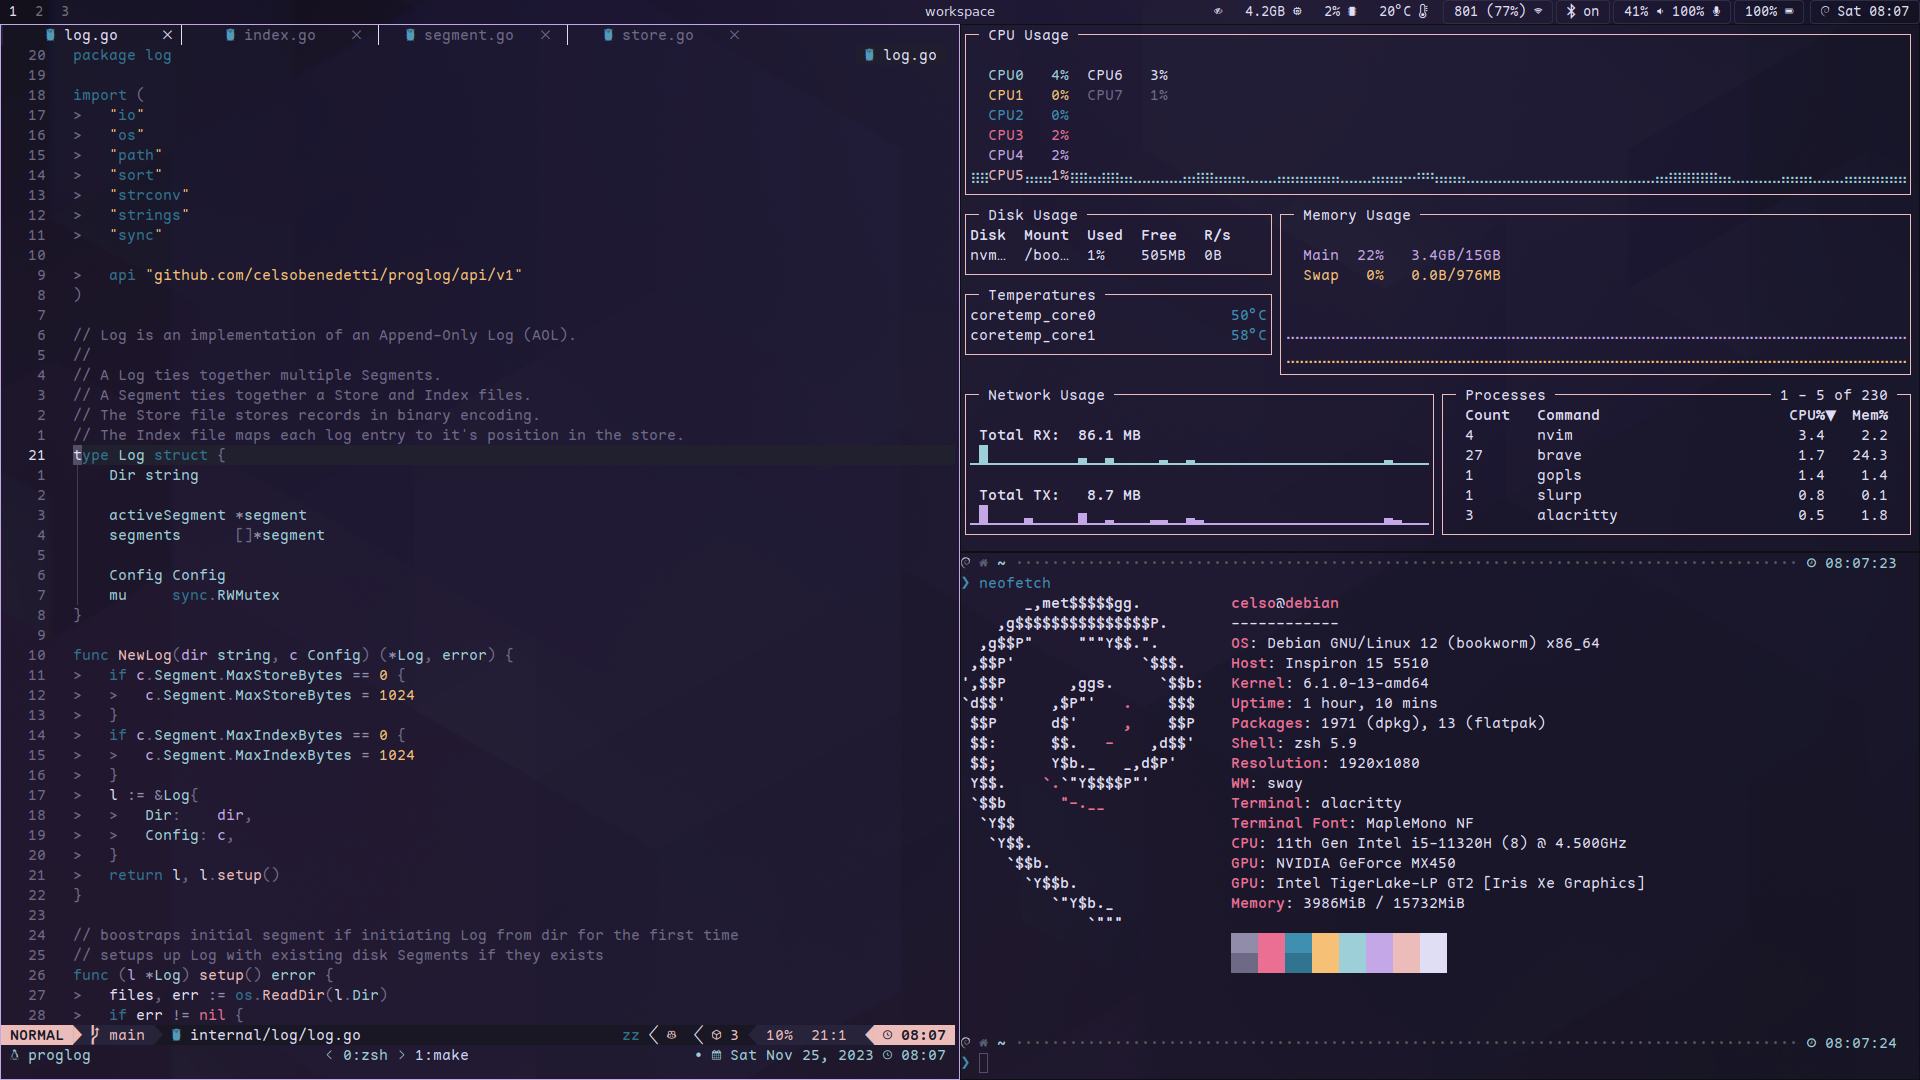 1 2 3
workspace
4.2GB 2% 20°C 801 (77%) on 41% 100% 100% Sat 08:07
log.go × index.go × segment.go × store.go ×
log.go
20 package log
19
18 import (
17 > "io"
16 > "os"
15 > "path"
14 > "sort"
13 > "strconv"
12 > "strings"
11 > "sync"
10
9 > api "github.com/celsobenedetti/proglog/api/v1"
8 )
7
6 // Log is an implementation of an Append-Only Log (AOL).
5 //
4 // A Log ties together multiple Segments.
3 // A Segment ties together a Store and Index files.
2 // The Store file stores records in binary encoding.
1 // The Index file maps each log entry to it's position in the store.
21 type Log struct {
1 Dir string
2
3 activeSegment *segment
4 segments []*segment
5
6 Config Config
7 mu sync.RWMutex
8 }
9
10 func NewLog(dir string, c Config) (*Log, error) {
11 > if c.Segment.MaxStoreBytes == 0 {
12 > > c.Segment.MaxStoreBytes = 1024
13 > }
14 > if c.Segment.MaxIndexBytes == 0 {
15 > > c.Segment.MaxIndexBytes = 1024
16 > }
17 > l := &Log{
18 > > Dir: dir,
19 > > Config: c,
20 > }
21 > return l, l.setup()
22 }
23
24 // boostraps initial segment if initiating Log from dir for the first time
25 // setups up Log with existing disk Segments if they exists
26 func (l *Log) setup() error {
27 > files, err := os.ReadDir(l.Dir)
28 > if err != nil {
NORMAL main internal/log/log.go zz 3 10% 21:1 08:07
proglog < 0:zsh > 1:make • Sat Nov 25, 2023 08:07
CPU Usage
CPU0 4% CPU6 3%
CPU1 0% CPU7 1%
CPU2 0%
CPU3 2%
CPU4 2%
CPU5 1%
Disk Usage
Disk Mount Used Free R/s
nvm… /boo… 1% 505MB 0B
Memory Usage
Main 22% 3.4GB/15GB
Swap 0% 0.0B/976MB
Temperatures
coretemp_core0 50°C
coretemp_core1 58°C
Network Usage
Total RX: 86.1 MB
Total TX: 8.7 MB
Processes 1 - 5 of 230
Count Command CPU%▼ Mem%
4 nvim 3.4 2.2
27 brave 1.7 24.3
1 gopls 1.4 1.4
1 slurp 0.8 0.1
3 alacritty 0.5 1.8
~ 08:07:23
❯ neofetch
_,met$$$$$gg.
,g$$$$$$$$$$$$$$$P.
,g$$P" """Y$$.".
,$$P' `$$$.
',$$P ,ggs. `$$b:
`d$$' ,$P"' . $$$
$$P d$' , $$P
$$: $$. - ,d$$'
$$; Y$b._ _,d$P'
Y$$. `.`"Y$$$$P"'
`$$b "-.__
`Y$$
`Y$$.
`$$b.
`Y$$b.
`"Y$b._
`"""
celso@debian
------------
OS: Debian GNU/Linux 12 (bookworm) x86_64
Host: Inspiron 15 5510
Kernel: 6.1.0-13-amd64
Uptime: 1 hour, 10 mins
Packages: 1971 (dpkg), 13 (flatpak)
Shell: zsh 5.9
Resolution: 1920x1080
WM: sway
Terminal: alacritty
Terminal Font: MapleMono NF
CPU: 11th Gen Intel i5-11320H (8) @ 4.500GHz
GPU: NVIDIA GeForce MX450
GPU: Intel TigerLake-LP GT2 [Iris Xe Graphics]
Memory: 3986MiB / 15732MiB
~ 08:07:24
❯